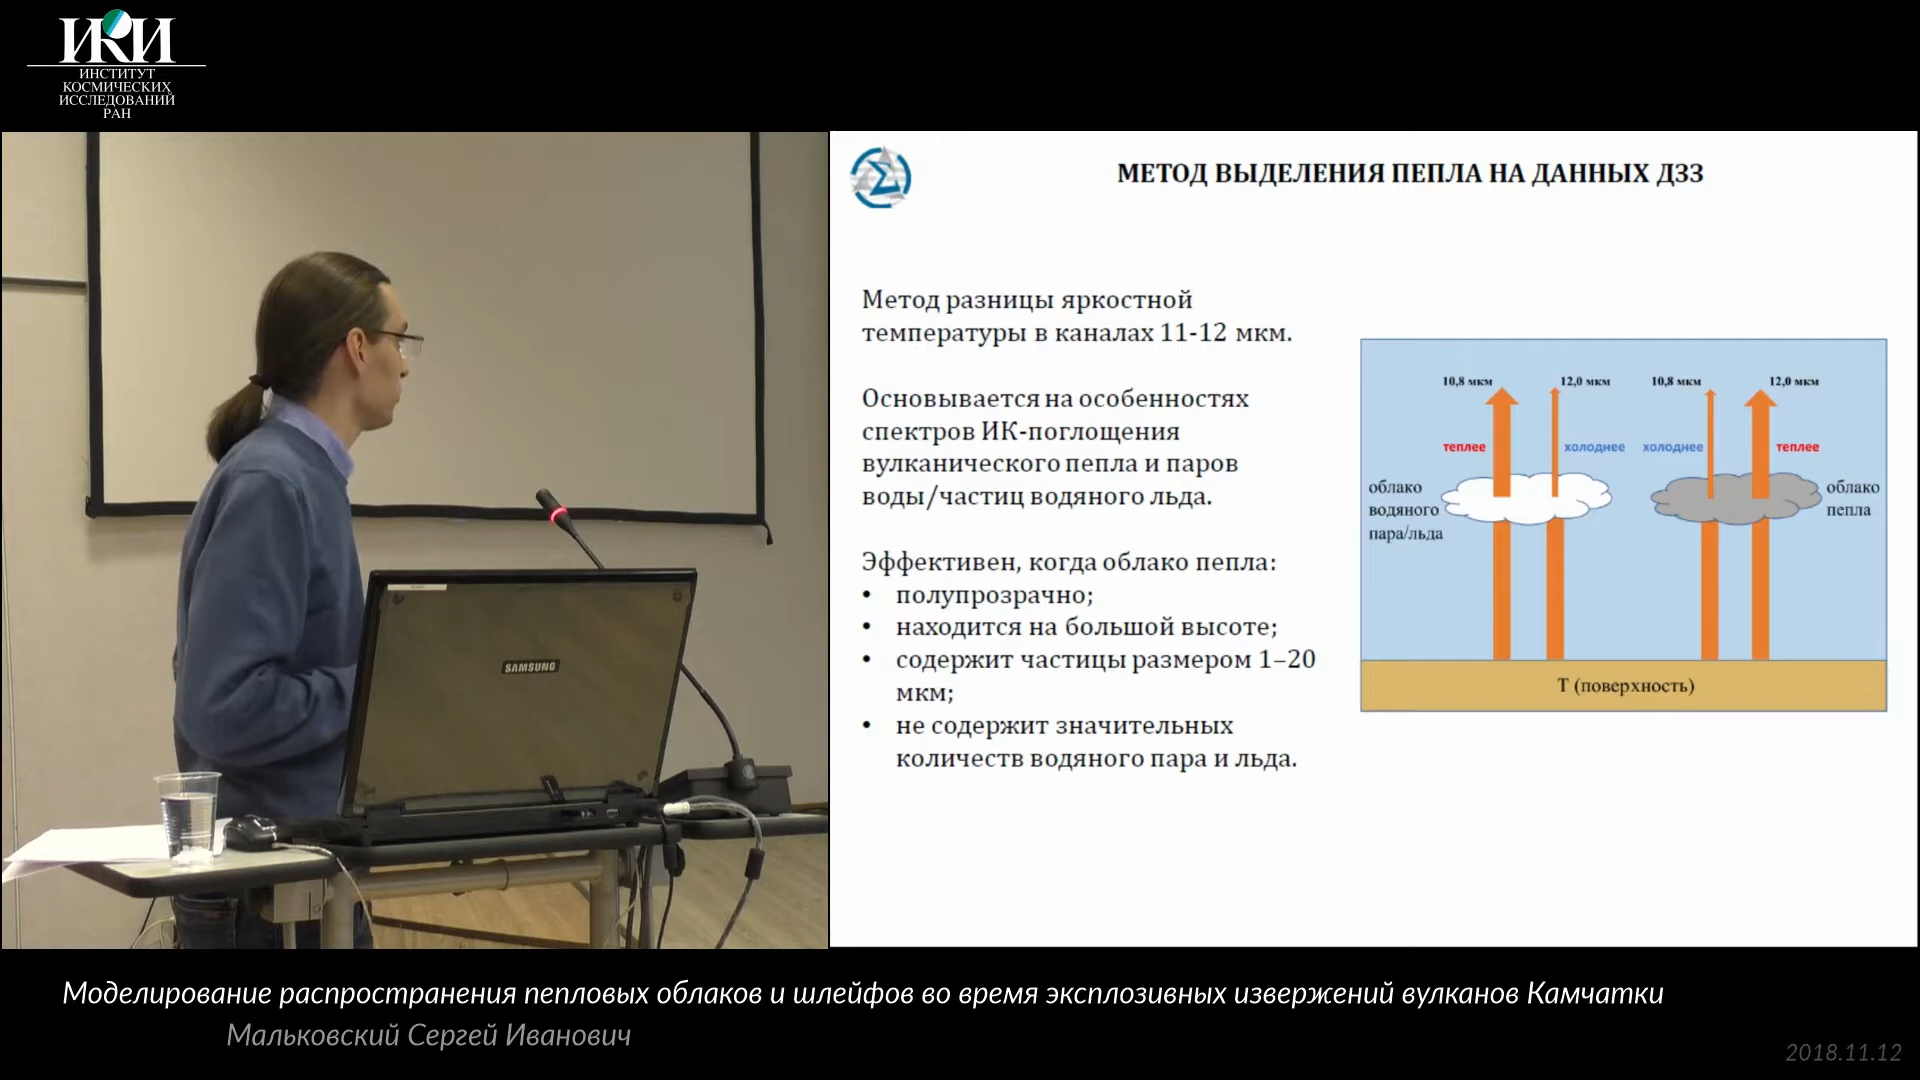 ИКИ
ИНСТИТУТ
КОСМИЧЕСКИХ
ИССЛЕДОВАНИЙ
РАН
МЕТОД ВЫДЕЛЕНИЯ ПЕПЛА НА ДАННЫХ ДЗЗ
Метод разницы яркостной
температуры в каналах 11-12 мкм.
Основывается на особенностях
спектров ИК-поглощения
вулканического пепла и паров
воды/частиц водяного льда.
Эффективен, когда облако пепла:
• полупрозрачно;
• находится на большой высоте;
• содержит частицы размером 1–20
мкм;
• не содержит значительных
количеств водяного пара и льда.
10,8 мкм 12,0 мкм 10,8 мкм 12,0 мкм
теплее холоднее холоднее теплее
облако
водяного
пара/льда
облако
пепла
Т (поверхность)
SAMSUNG
Моделирование распространения пепловых облаков и шлейфов во время эксплозивных извержений вулканов Камчатки
Мальковский Сергей Иванович
2018.11.12